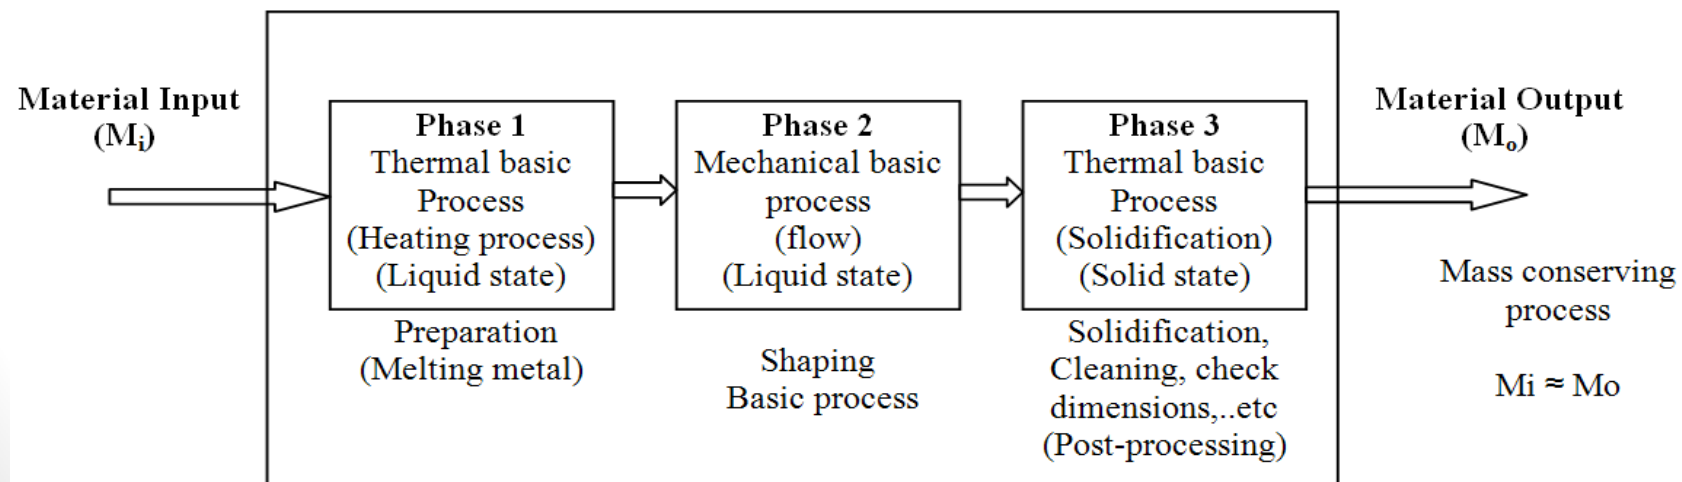 Material Input
(Mi)
Phase 1
Thermal basic
Process
(Heating process)
(Liquid state)
Preparation
(Melting metal)
Phase 2
Mechanical basic
process
(flow)
(Liquid state)
Shaping
Basic process
Phase 3
Thermal basic
Process
(Solidification)
(Solid state)
Solidification,
Cleaning, check
dimensions,..etc
(Post-processing)
Material Output
(Mo)
Mass conserving
process
Mi ≈ Mo